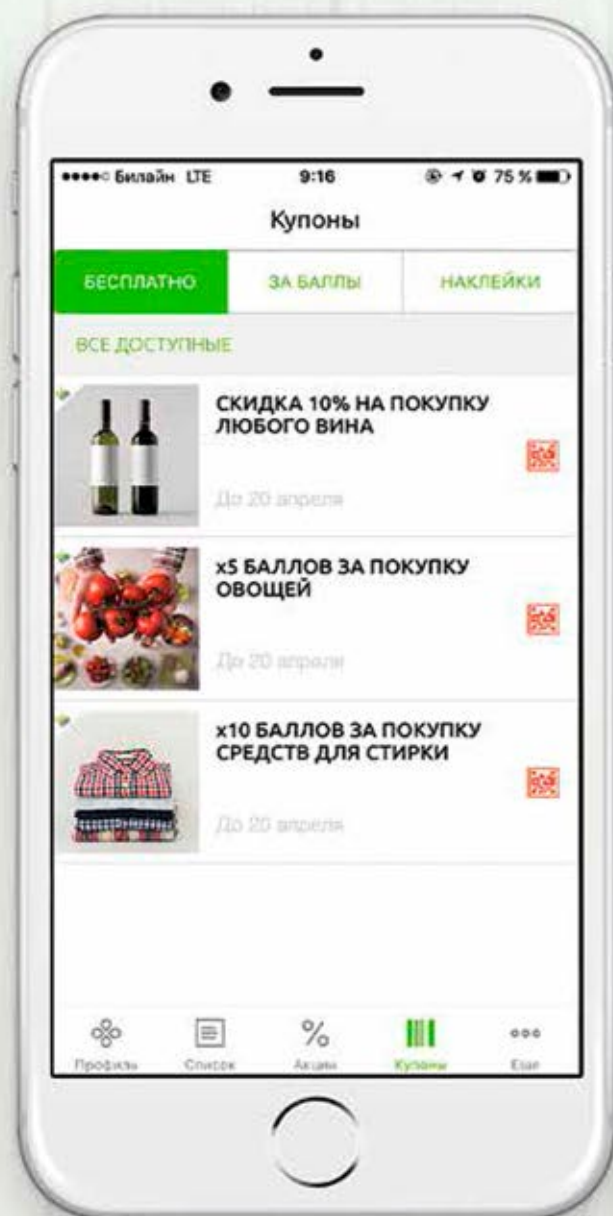 Билайн LTE 9:16 75 %
Купоны
БЕСПЛАТНО ЗА БАЛЛЫ НАКЛЕЙКИ
ВСЕ ДОСТУПНЫЕ
СКИДКА 10% НА ПОКУПКУ
ЛЮБОГО ВИНА
До 20 апреля
x5 БАЛЛОВ ЗА ПОКУПКУ
ОВОЩЕЙ
До 20 апреля
x10 БАЛЛОВ ЗА ПОКУПКУ
СРЕДСТВ ДЛЯ СТИРКИ
До 20 апреля
Профиль Список Акции Купоны Еще